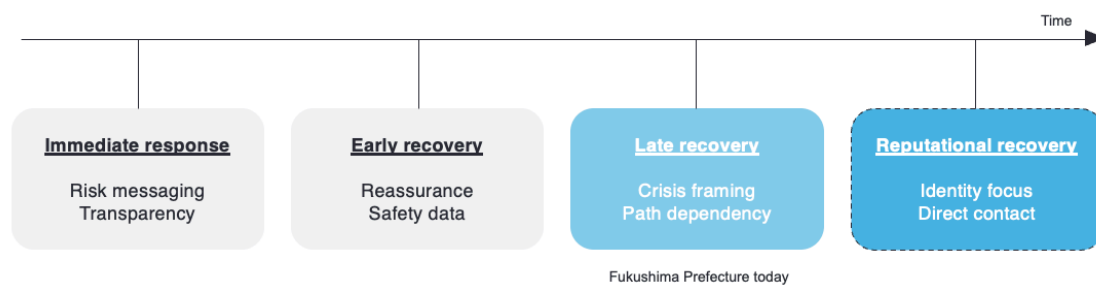 Time
Immediate response
Risk messaging
Transparency
Early recovery
Reassurance
Safety data
Late recovery
Crisis framing
Path dependency
Reputational recovery
Identity focus
Direct contact
Fukushima Prefecture today